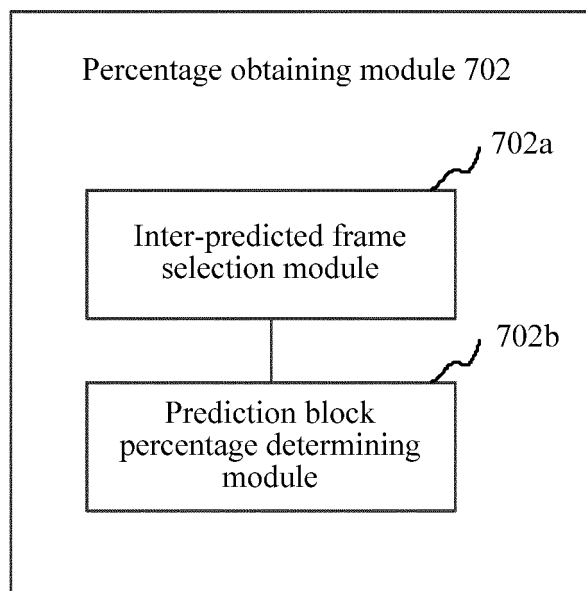 Percentage obtaining module 702
702a
Inter-predicted frame
selection module
702b
Prediction block
percentage determining
module